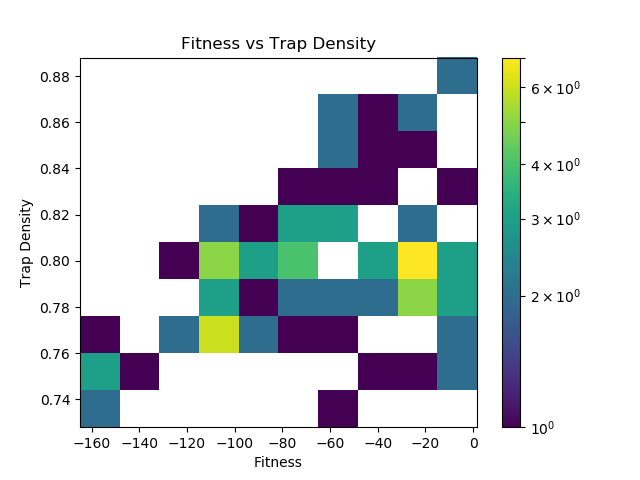 Fitness vs Trap Density
Trap Density
0.88
0.86
0.84
0.82
0.80
0.78
0.76
0.74
−160 −140 −120 −100 −80 −60 −40 −20 0
Fitness
6 × 10⁰
4 × 10⁰
3 × 10⁰
2 × 10⁰
10⁰